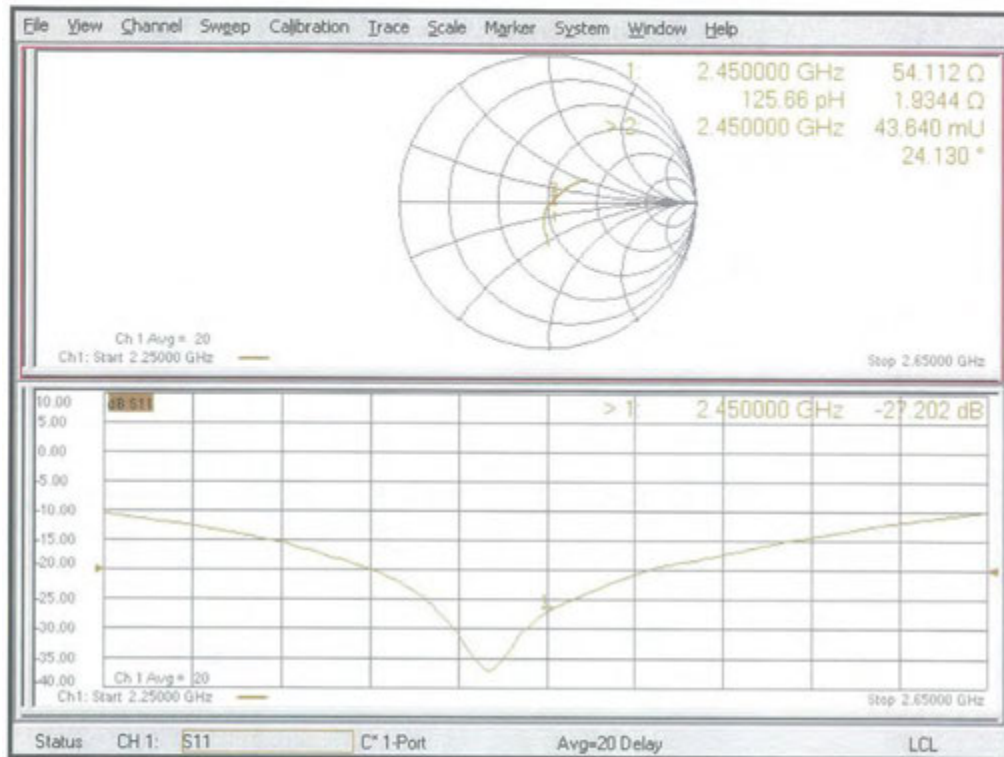 File View Channel Sweep Calibration Trace Scale Marker System Window Help
1: 2.450000 GHz 54.112 Ω
125.66 pH 1.9344 Ω
> 2: 2.450000 GHz 43.640 mU
24.130 °
Ch 1 Avg = 20
Ch1: Start 2.25000 GHz Stop 2.65000 GHz
10.00 dB S11 > 1: 2.450000 GHz -27.202 dB
5.00
0.00
-5.00
-10.00
-15.00
-20.00
-25.00
-30.00
-35.00
-40.00 Ch 1 Avg = 20
Ch1: Start 2.25000 GHz Stop 2.65000 GHz
Status CH 1: S11 C* 1-Port Avg=20 Delay LCL